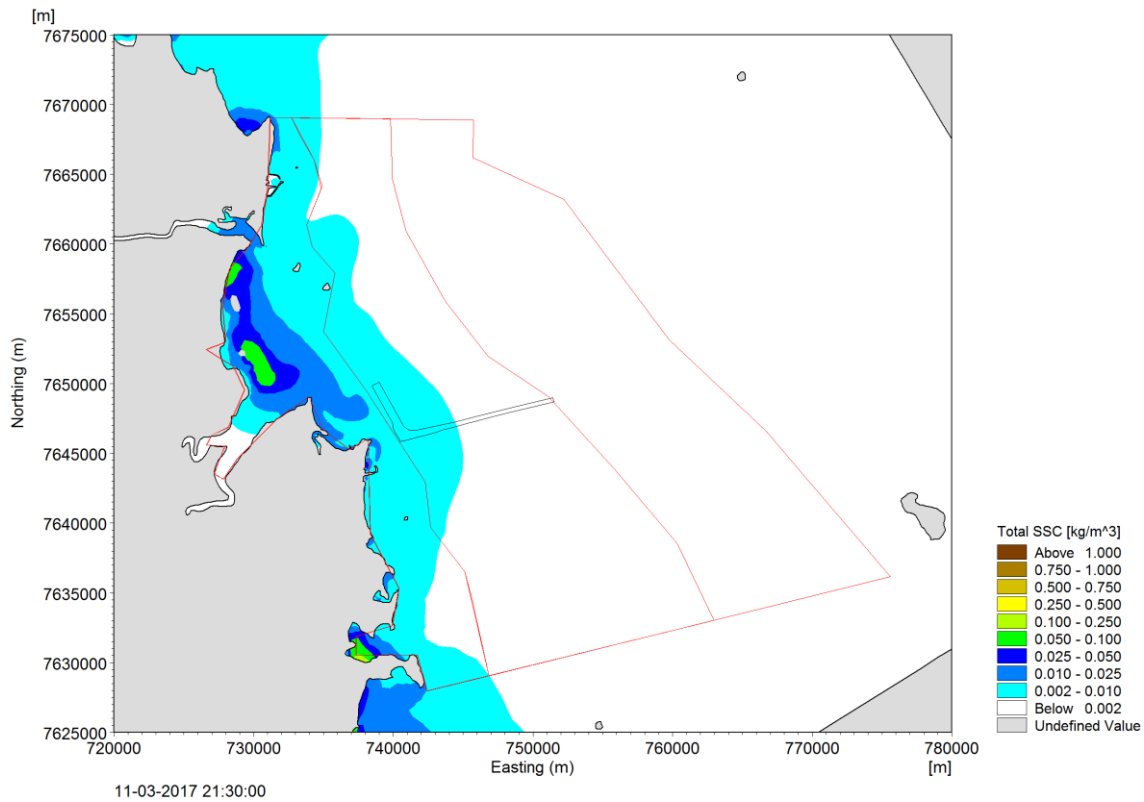 [m]
7675000
7670000
7665000
7660000
7655000
7650000
7645000
7640000
7635000
7630000
7625000
Northing (m)
720000 730000 740000 750000 760000 770000 780000
Easting (m) [m]
11-03-2017 21:30:00
Total SSC [kg/m^3]
Above 1.000
0.750 - 1.000
0.500 - 0.750
0.250 - 0.500
0.100 - 0.250
0.050 - 0.100
0.025 - 0.050
0.010 - 0.025
0.002 - 0.010
Below 0.002
Undefined Value